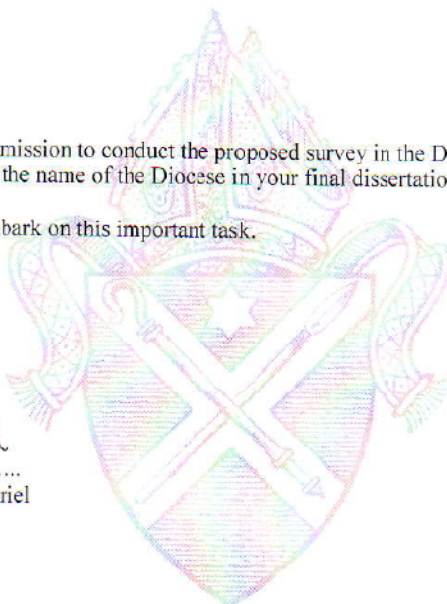 mission to conduct the proposed survey in the D
the name of the Diocese in your final dissertatio
bark on this important task.
.....
riel